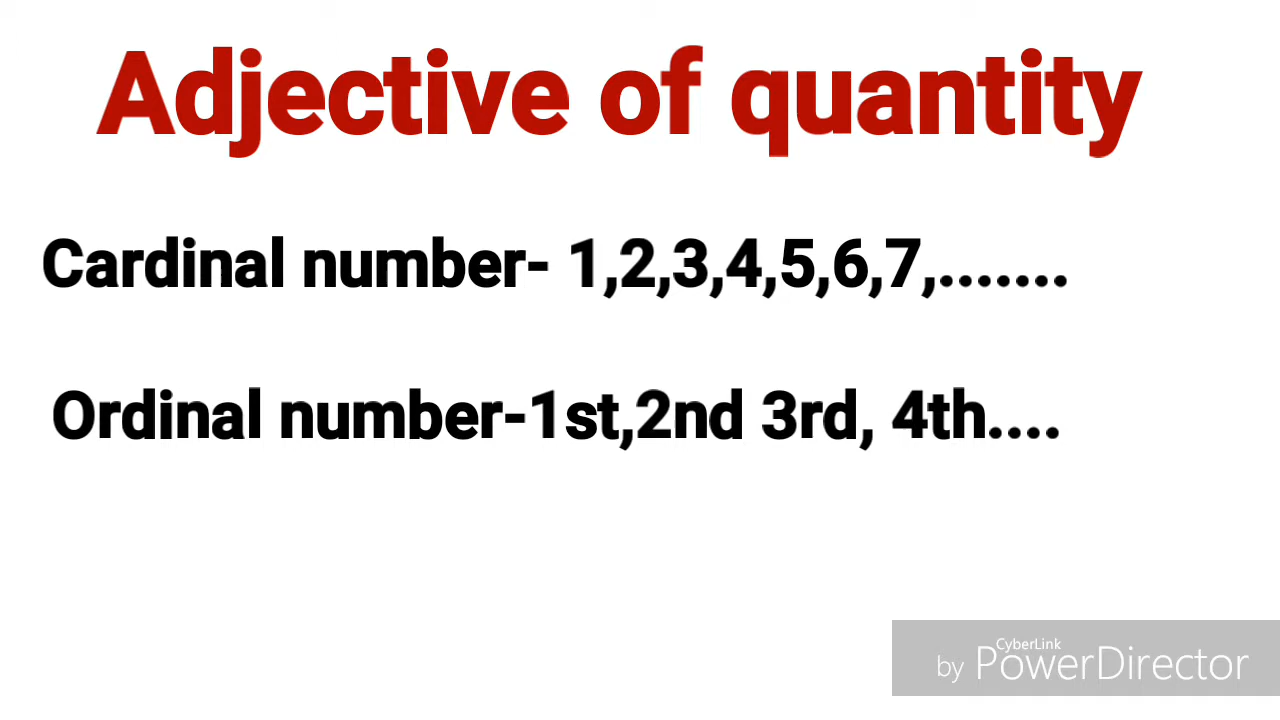 Adjective of quantity
Cardinal number- 1,2,3,4,5,6,7,.......
Ordinal number-1st,2nd 3rd, 4th....
CyberLink
by PowerDirector